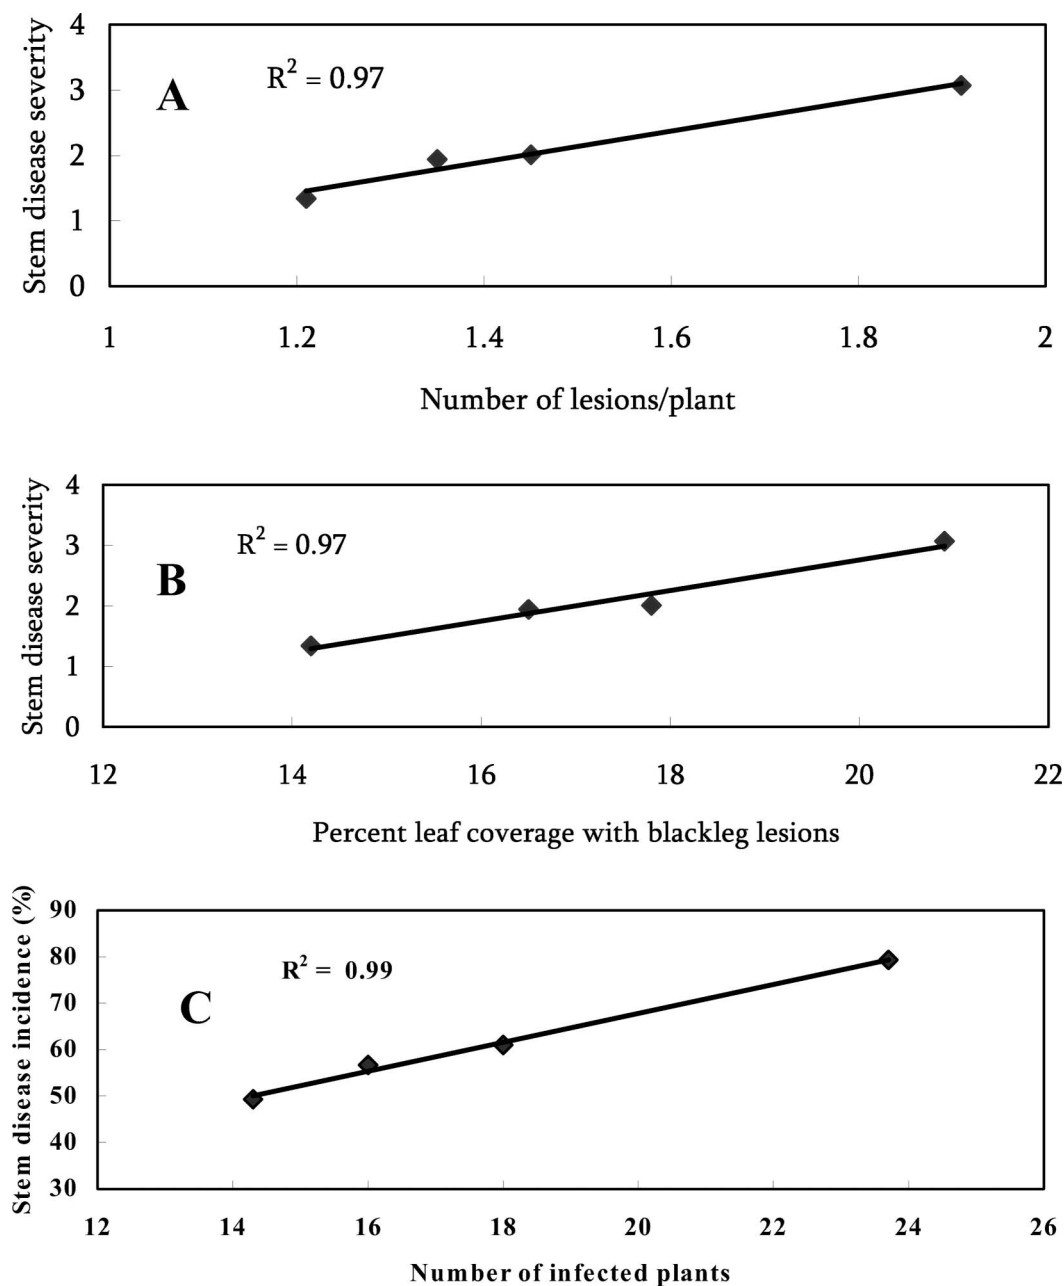 Stem disease severity
4
3
2
1
0
A
R² = 0.97
1 1.2 1.4 1.6 1.8 2
Number of lesions/plant
Stem disease severity
4
3
2
1
0
B
R² = 0.97
12 14 16 18 20 22
Percent leaf coverage with blackleg lesions
Stem disease incidence (%)
90
80
70
60
50
40
30
C
R² = 0.99
12 14 16 18 20 22 24 26
Number of infected plants